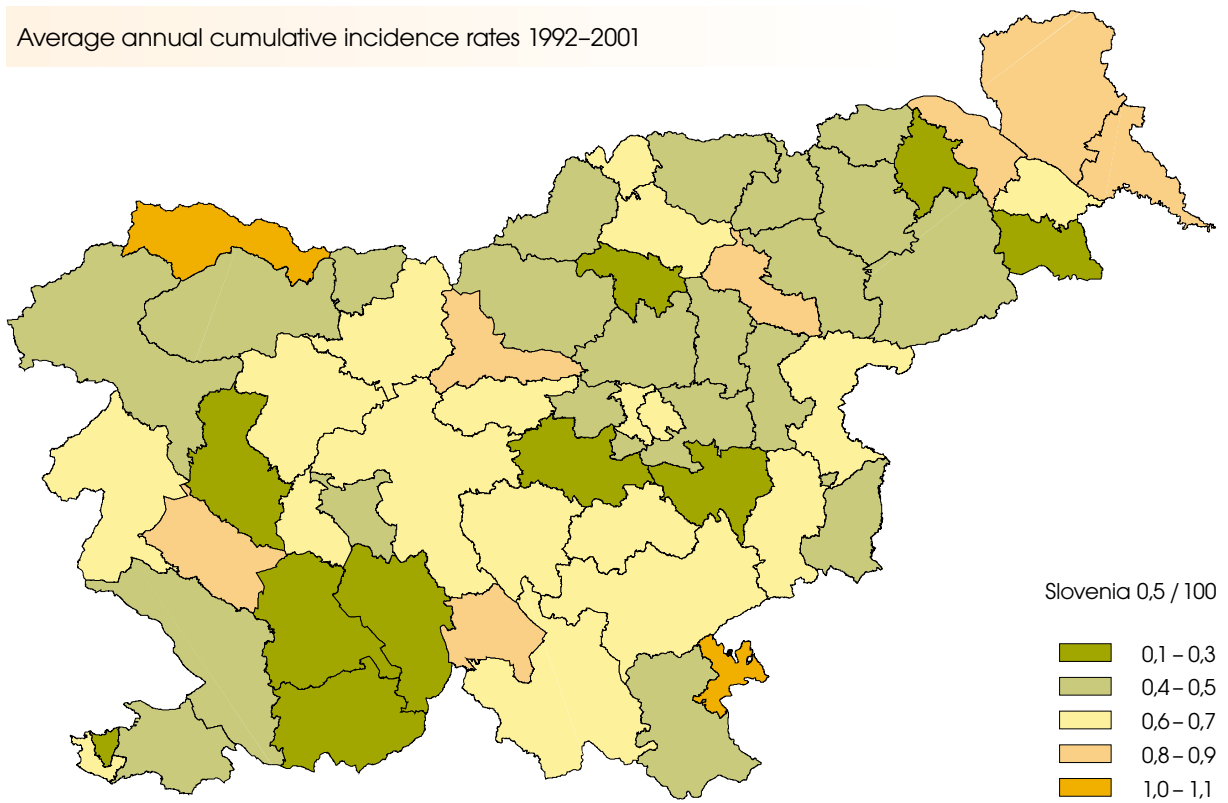 Average annual cumulative incidence rates 1992–2001
Slovenia 0,5 / 100
0,1 – 0,3
0,4 – 0,5
0,6 – 0,7
0,8 – 0,9
1,0 – 1,1